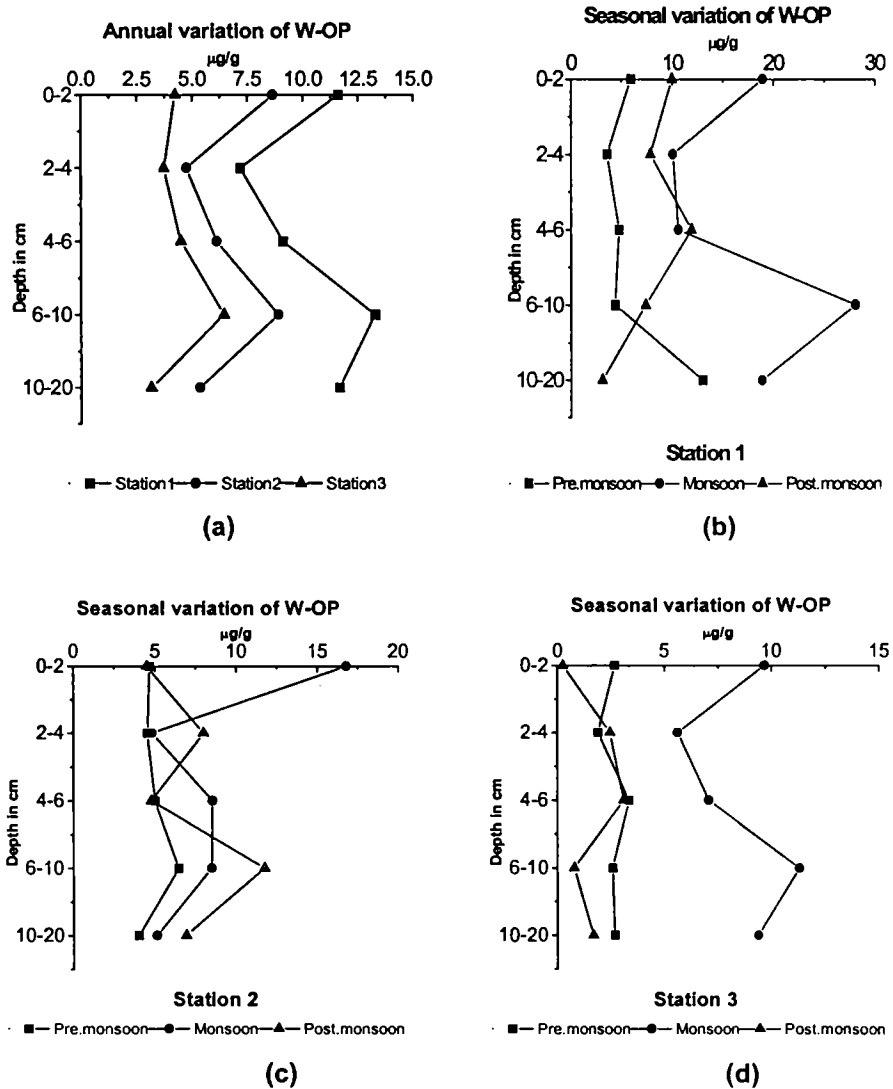 Annual variation of W-OP
µg/g
0.0 2.5 5.0 7.5 10.0 12.5 15.0
0-2
2-4
4-6
6-10
10-20
Depth in cm
Station1 Station2 Station3
(a)
Seasonal variation of W-OP
µg/g
0 10 20 30
0-2
2-4
4-6
6-10
10-20
Depth in cm
Station 1
Pre.monsoon Monsoon Post.monsoon
(b)
Seasonal variation of W-OP
µg/g
0 5 10 15 20
0-2
2-4
4-6
6-10
10-20
Depth in cm
Station 2
Pre.monsoon Monsoon Post.monsoon
(c)
Seasonal variation of W-OP
µg/g
0 5 10 15
0-2
2-4
4-6
6-10
10-20
Depth in cm
Station 3
Pre.monsoon Monsoon Post.monsoon
(d)